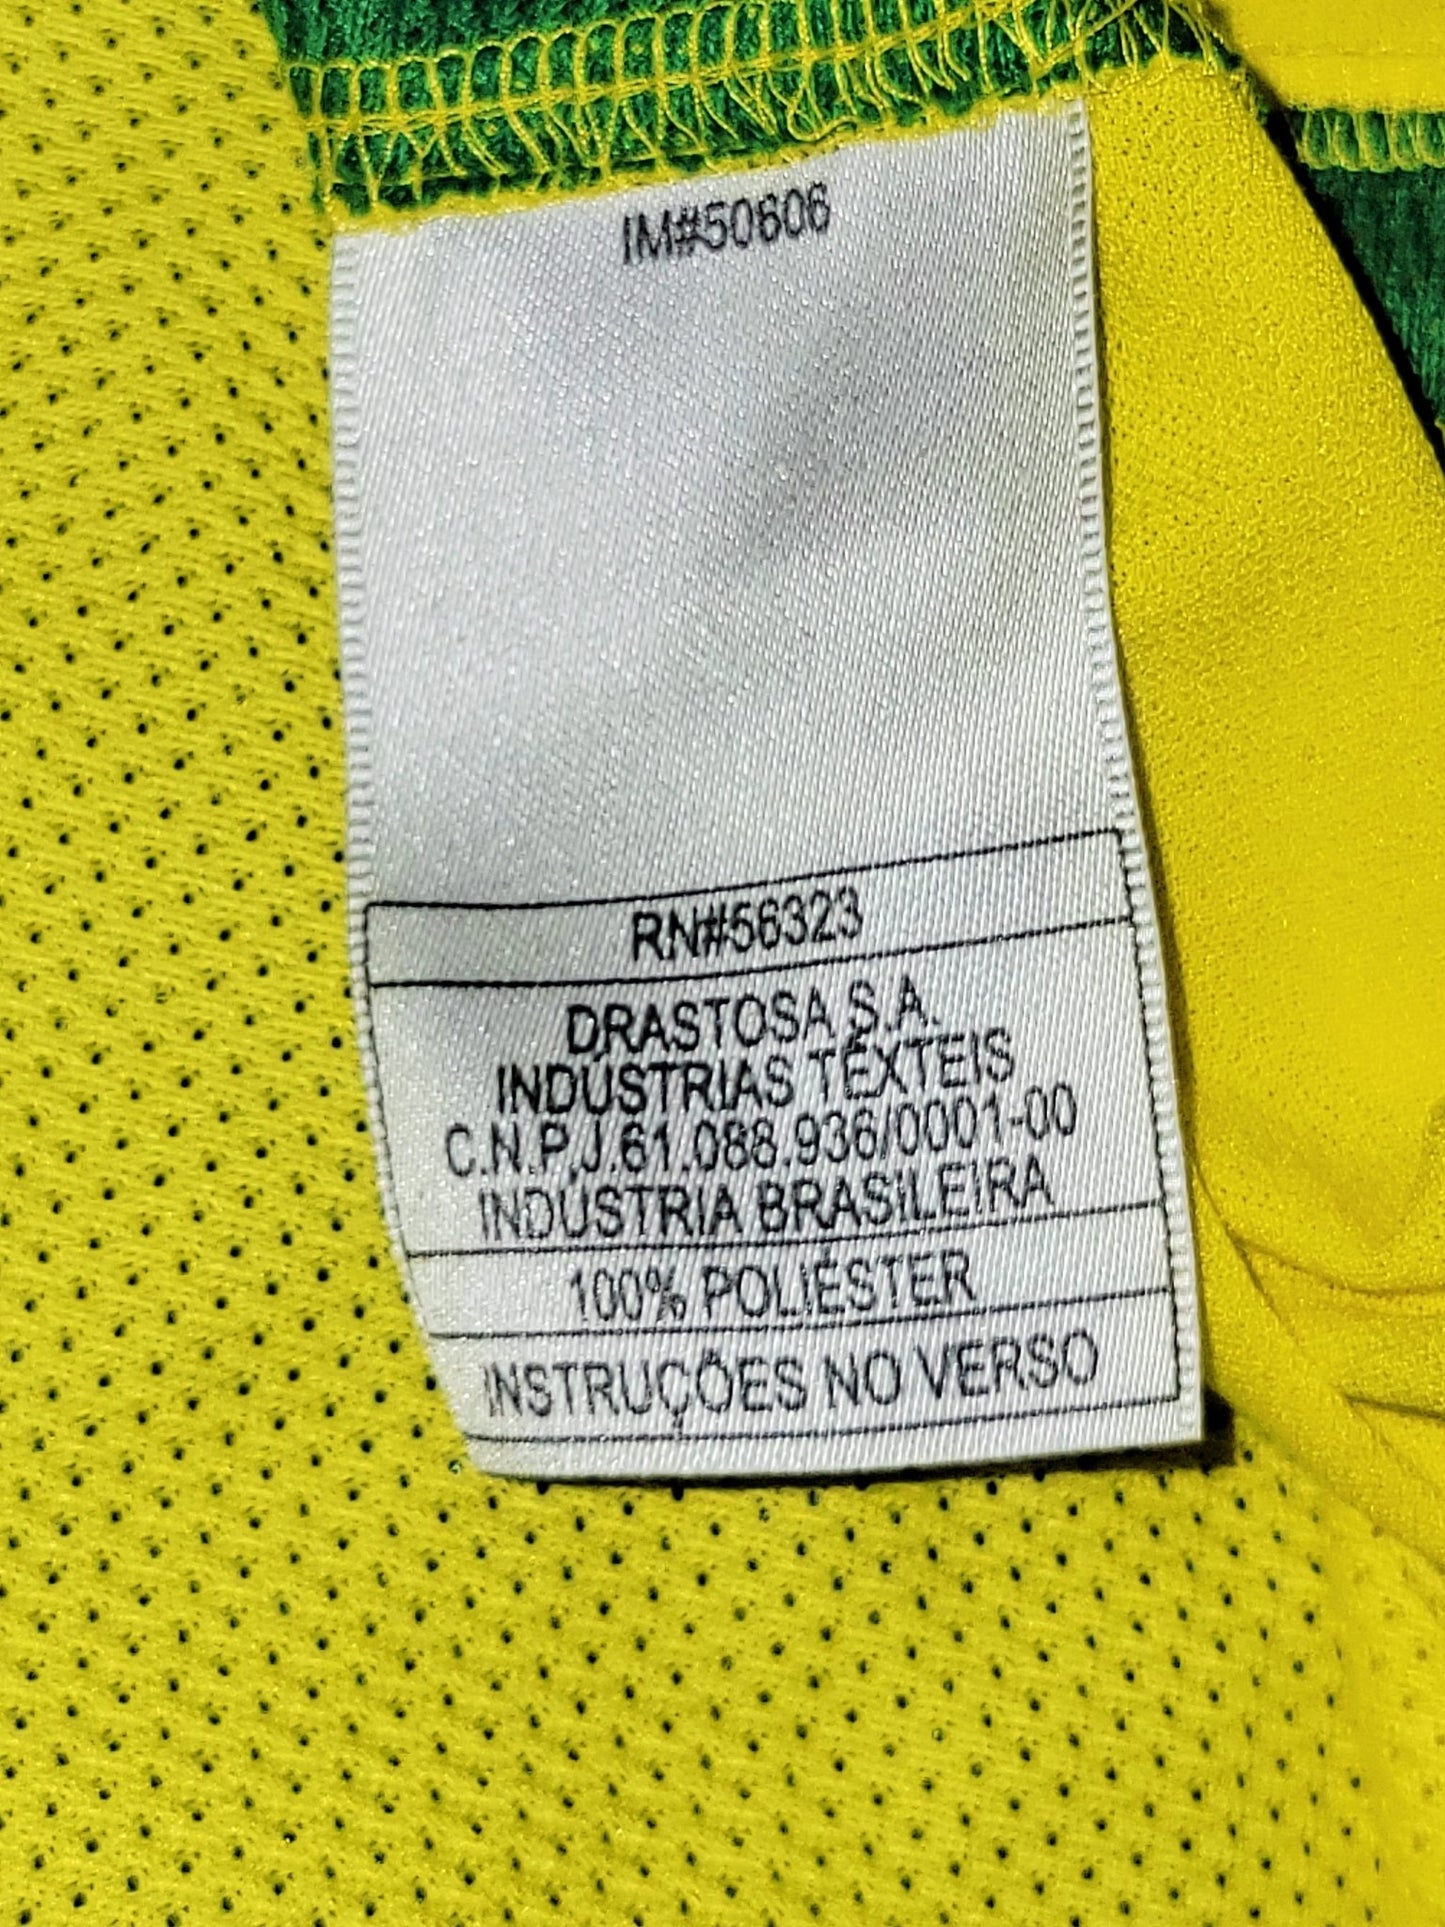 IM#50606
RN#56323
DRASTOSA S.A.
INDÚSTRIAS TÊXTEIS
C.N.P.J.61.088.936/0001-00
INDÚSTRIA BRASILEIRA
100% POLIÉSTER
INSTRUÇÕES NO VERSO